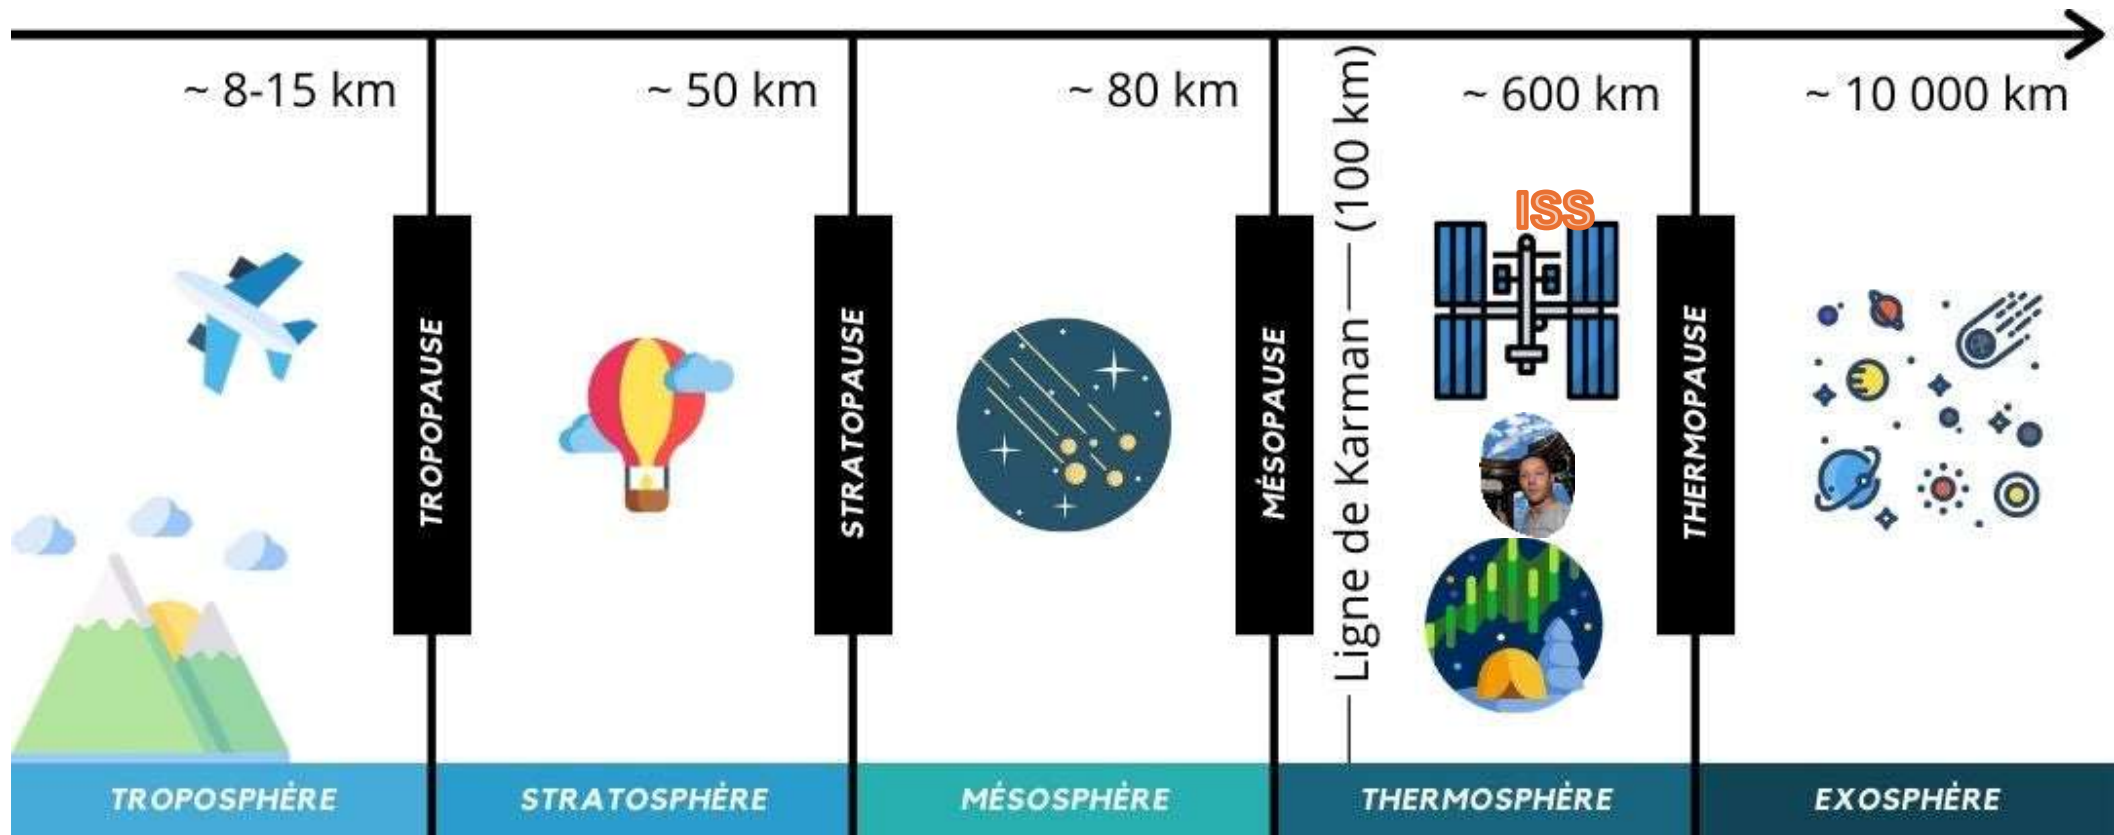 ~ 8-15 km
~ 50 km
~ 80 km
~ 600 km
~ 10 000 km
TROPOPAUSE
STRATOPAUSE
MÉSOPAUSE
Ligne de Karman — (100 km)
ISS
THERMOPAUSE
TROPOSPHÈRE
STRATOSPHÈRE
MÉSOSPHÈRE
THERMOSPHÈRE
EXOSPHÈRE